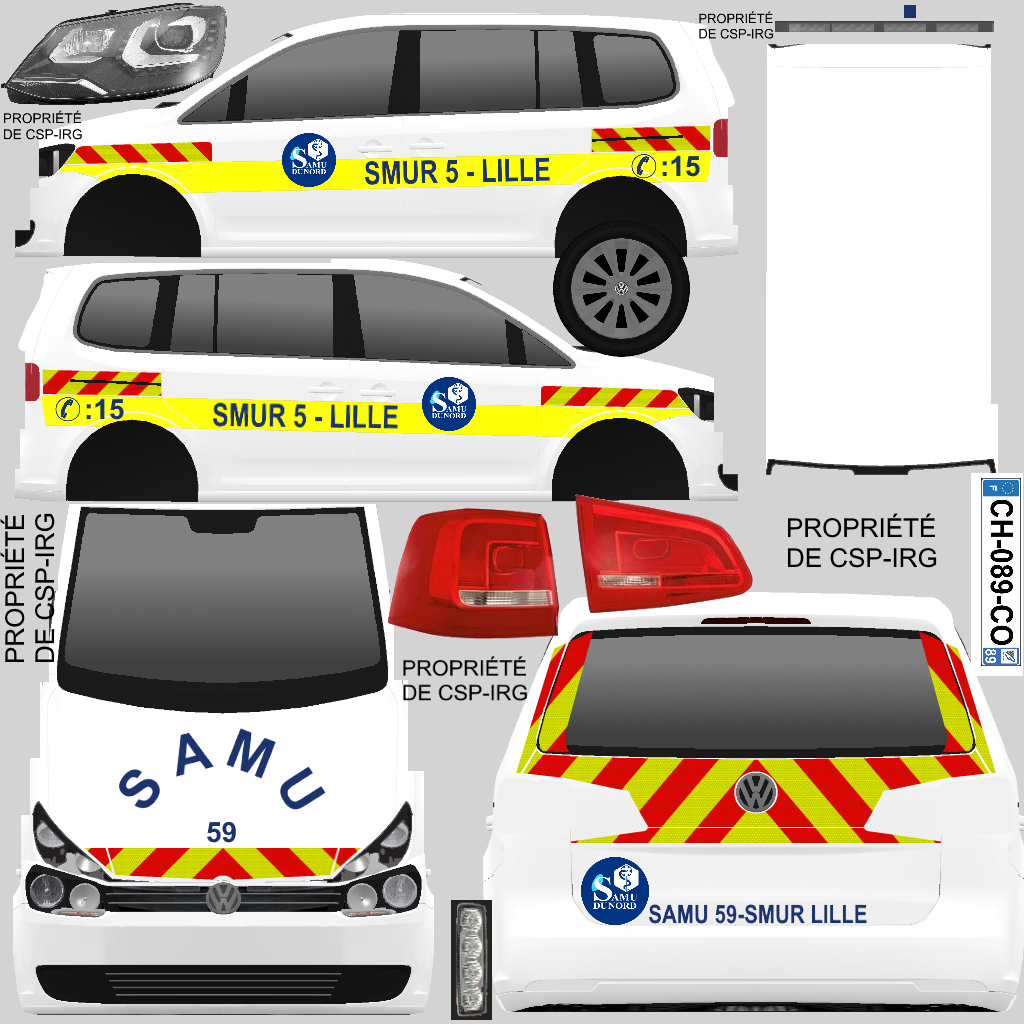 PROPRIÉTÉ
DE CSP-IRG
PROPRIÉTÉ
DE CSP-IRG
SAMU
DU NORD
SMUR 5 - LILLE
:15
:15
SMUR 5 - LILLE
SAMU
DU NORD
PROPRIÉTÉ
DE CSP-IRG
PROPRIÉTÉ
DE CSP-IRG
F
CH-089-CO
89
PROPRIÉTÉ
DE CSP-IRG
SAMU
59
SAMU
DU NORD
SAMU 59-SMUR LILLE